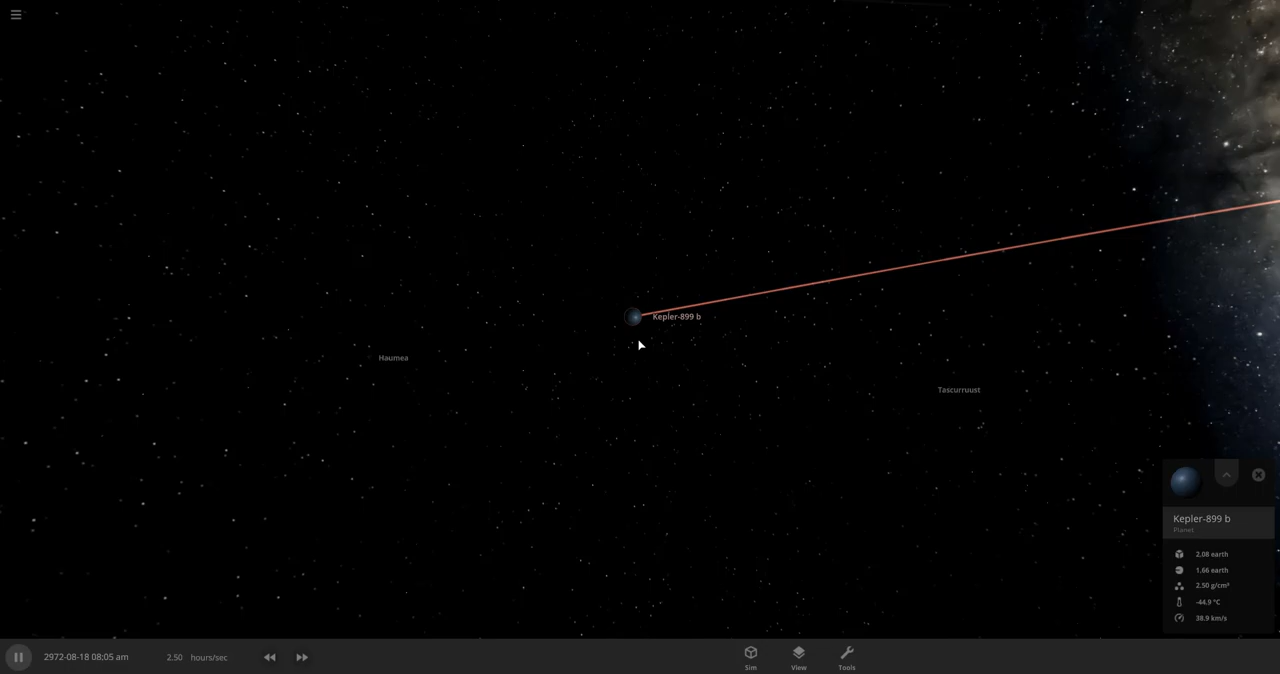 Kepler-899 b
Haumea
Tascurruust
Kepler-899 b
Planet
2.08 earth
1.66 earth
2.50 g/cm³
-44.9 °C
38.9 km/s
2972-08-18 08:05 am 2.50 hours/sec
Sim View Tools